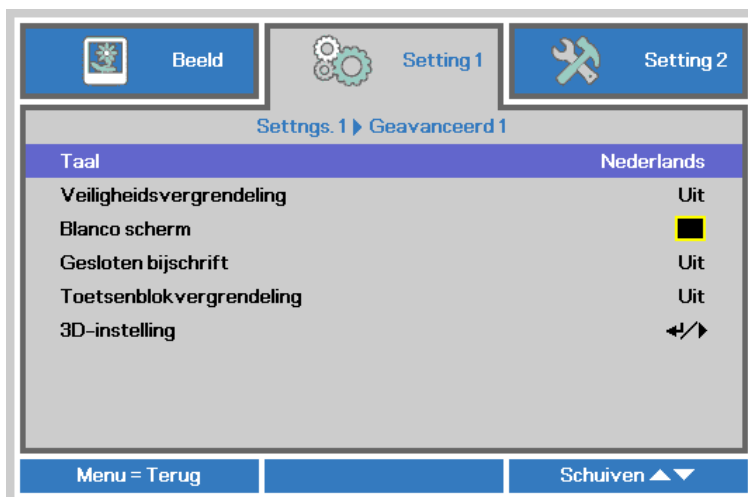 Beeld Setting 1 Setting 2
Settngs. 1 ▶ Geavanceerd 1
Taal Nederlands
Veiligheidsvergrendeling Uit
Blanco scherm
Gesloten bijschrift Uit
Toetsenblokvergrendeling Uit
3D-instelling ↵/▶
Menu = Terug Schuiven ▲▼